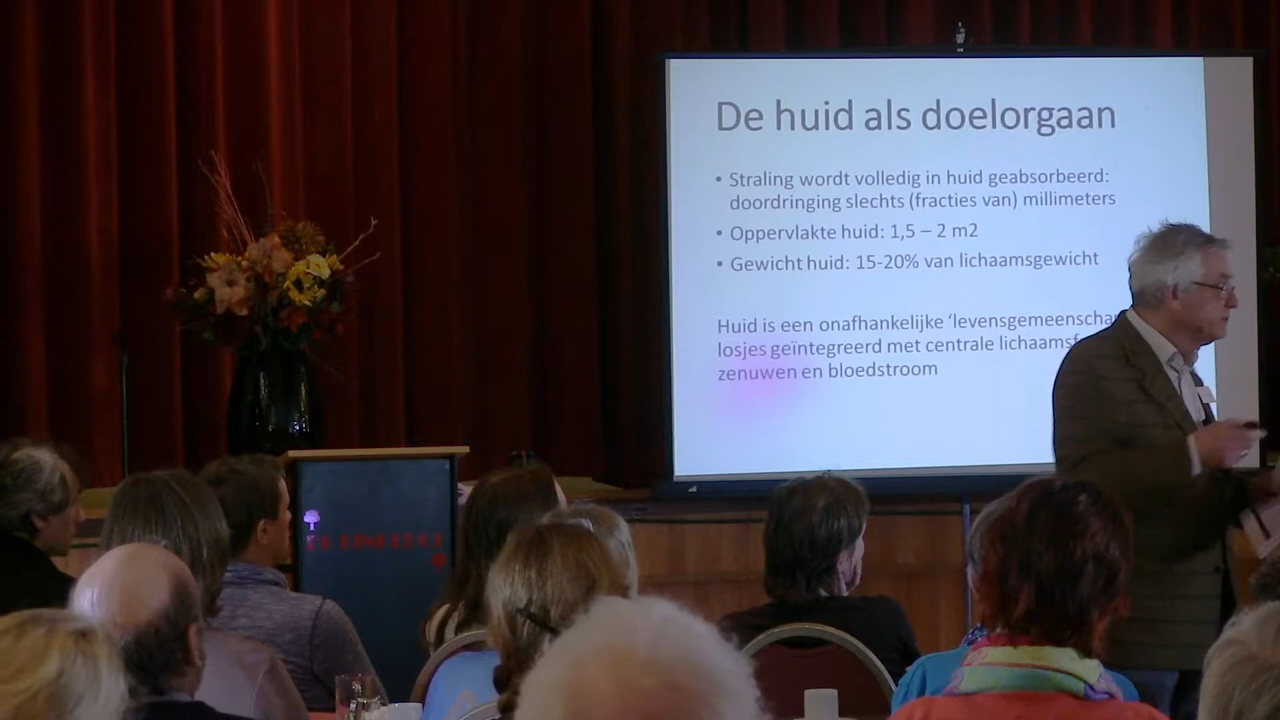 De huid als doelorgaan
• Straling wordt volledig in huid geabsorbeerd:
doordringing slechts (fracties van) millimeters
• Oppervlakte huid: 1,5 – 2 m2
• Gewicht huid: 15-20% van lichaamsgewicht
Huid is een onafhankelijke ‘levensgemeenschap
losjes geïntegreerd met centrale
zenuwen en bloedstroom